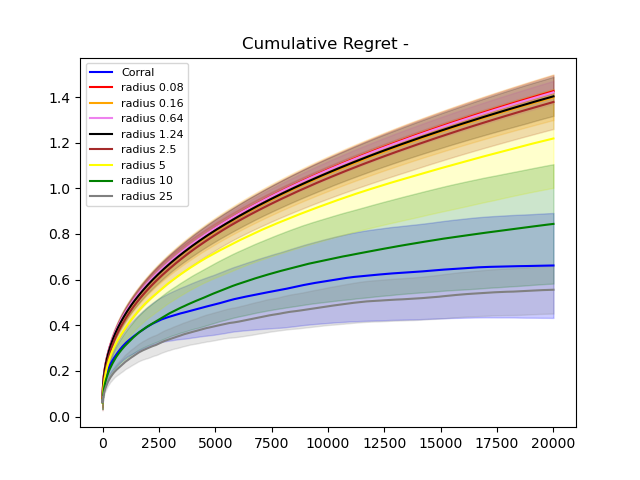 Cumulative Regret -
Corral
radius 0.08
radius 0.16
radius 0.64
radius 1.24
radius 2.5
radius 5
radius 10
radius 25
1.4
1.2
1.0
0.8
0.6
0.4
0.2
0.0
0 2500 5000 7500 10000 12500 15000 17500 20000